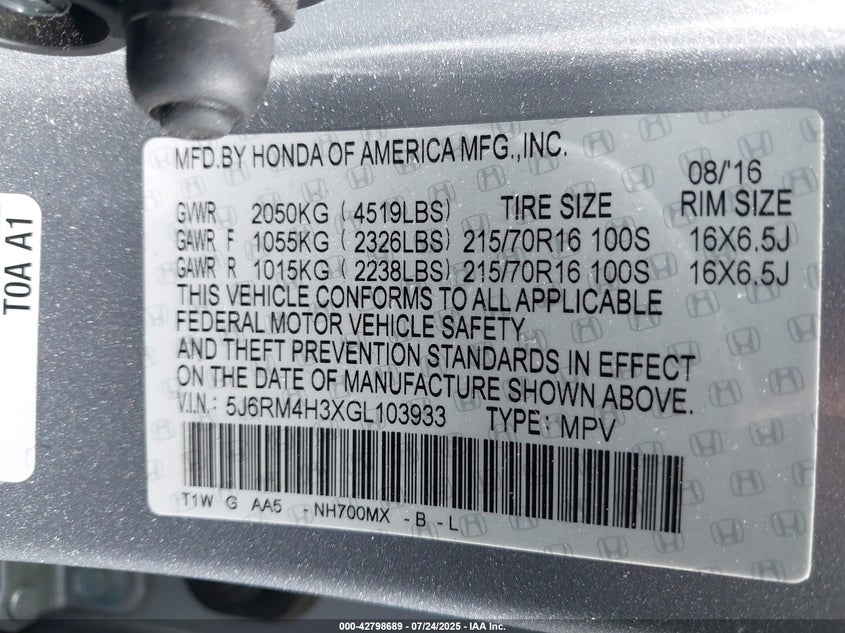 MFD.BY HONDA OF AMERICA MFG.,INC.
08/'16
GVWR 2050KG (4519LBS) TIRE SIZE RIM SIZE
GAWR F 1055KG (2326LBS) 215/70R16 100S 16X6.5J
GAWR R 1015KG (2238LBS) 215/70R16 100S 16X6.5J
THIS VEHICLE CONFORMS TO ALL APPLICABLE
FEDERAL MOTOR VEHICLE SAFETY
AND THEFT PREVENTION STANDARDS IN EFFECT
ON THE DATE OF MANUFACTURE SHOWN ABOVE.
V.I.N.: 5J6RM4H3XGL103933 TYPE: MPV
T1W G AA5 - NH700MX - B - L
T0A A1
000-42798689 - 07/24/2025 - IAA Inc.